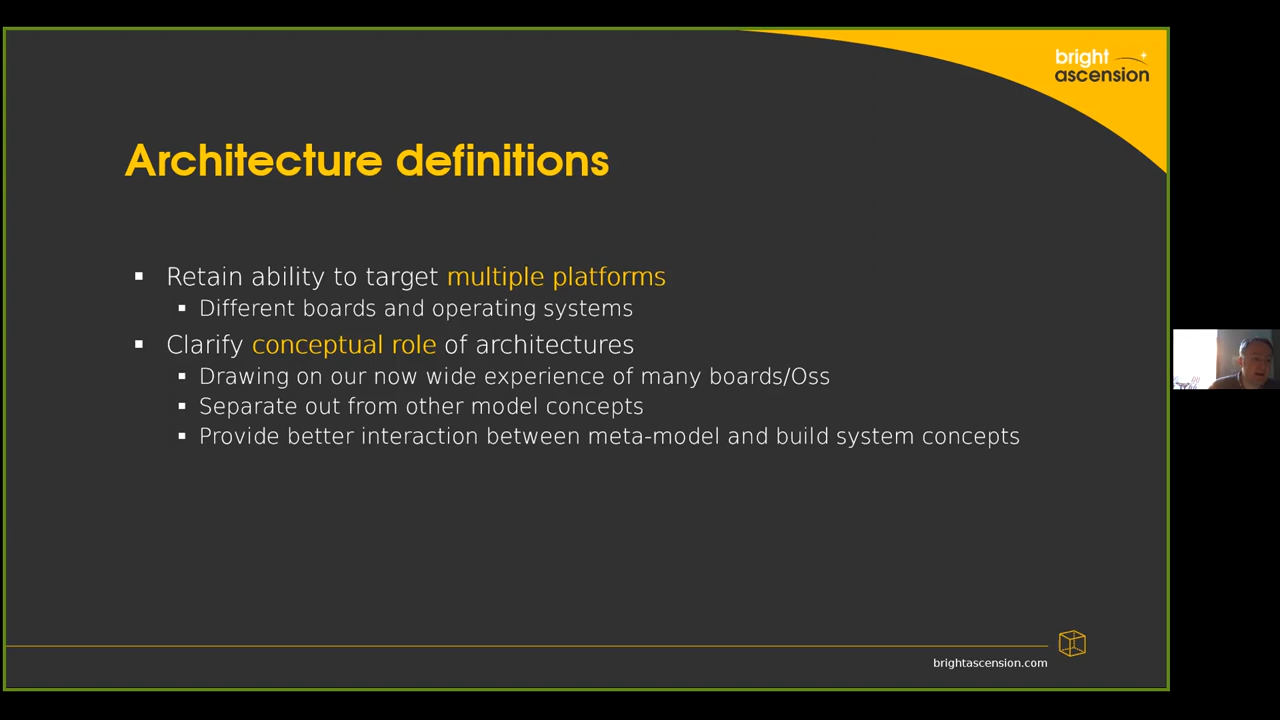 bright
ascension
Architecture definitions
▪ Retain ability to target multiple platforms
▪ Different boards and operating systems
▪ Clarify conceptual role of architectures
▪ Drawing on our now wide experience of many boards/Oss
▪ Separate out from other model concepts
▪ Provide better interaction between meta-model and build system concepts
brightascension.com